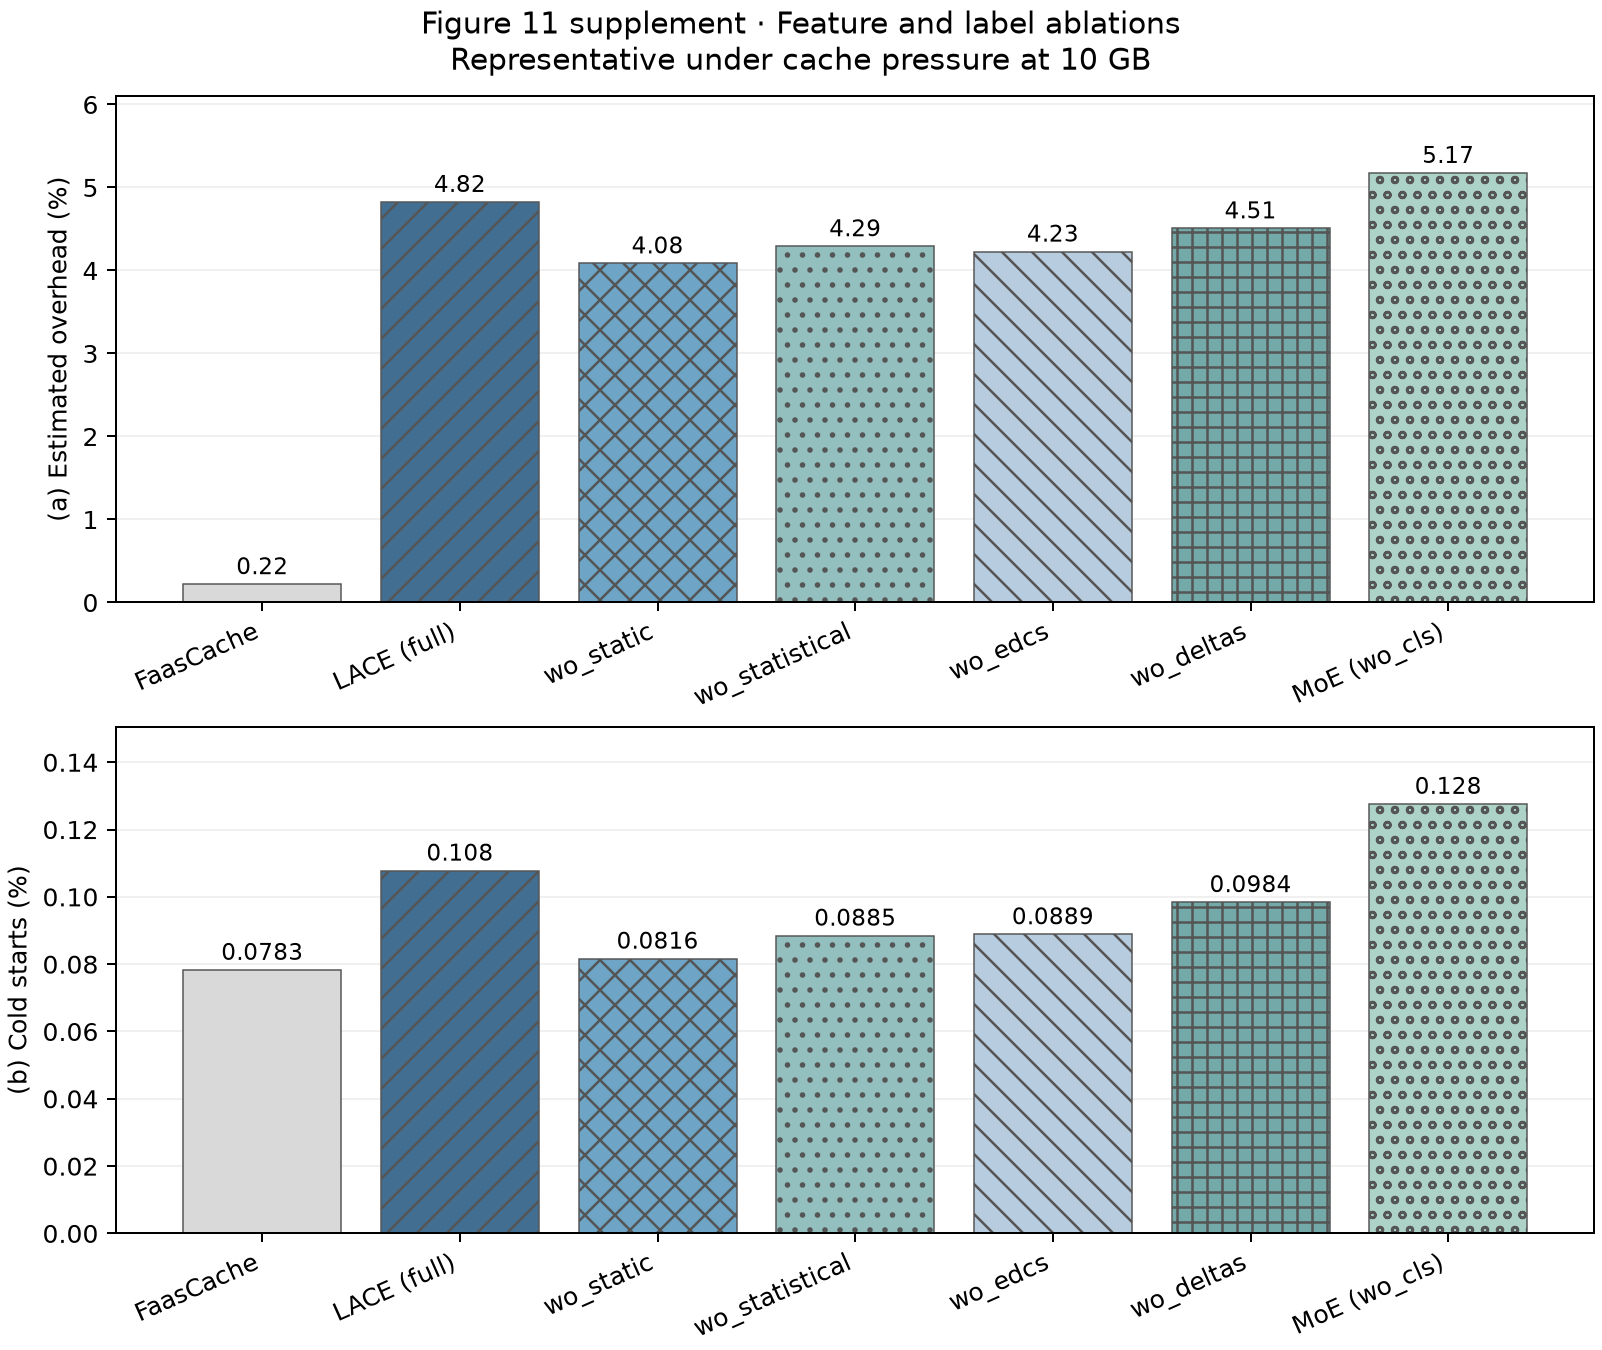 Figure 11 supplement · Feature and label ablations
Representative under cache pressure at 10 GB
(a) Estimated overhead (%)
6
5
4
3
2
1
0
0.22
4.82
4.08
4.29
4.23
4.51
5.17
FaasCache
LACE (full)
wo_static
wo_statistical
wo_edcs
wo_deltas
MoE (wo_cls)
(b) Cold starts (%)
0.14
0.12
0.10
0.08
0.06
0.04
0.02
0.00
0.0783
0.108
0.0816
0.0885
0.0889
0.0984
0.128
FaasCache
LACE (full)
wo_static
wo_statistical
wo_edcs
wo_deltas
MoE (wo_cls)